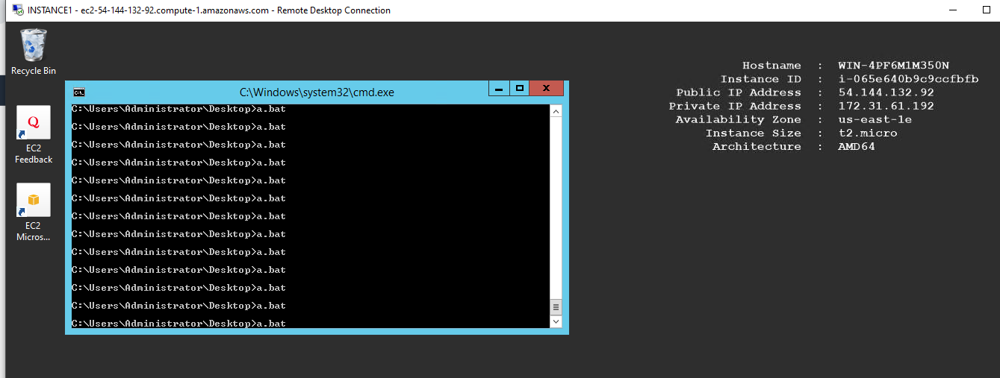 INSTANCE1 - ec2-54-144-132-92.compute-1.amazonaws.com - Remote Desktop Connection
Recycle Bin
EC2
Feedback
EC2
Micros...
C:\Windows\system32\cmd.exe
C:\Users\Administrator\Desktop>a.bat
C:\Users\Administrator\Desktop>a.bat
C:\Users\Administrator\Desktop>a.bat
C:\Users\Administrator\Desktop>a.bat
C:\Users\Administrator\Desktop>a.bat
C:\Users\Administrator\Desktop>a.bat
C:\Users\Administrator\Desktop>a.bat
C:\Users\Administrator\Desktop>a.bat
C:\Users\Administrator\Desktop>a.bat
C:\Users\Administrator\Desktop>a.bat
C:\Users\Administrator\Desktop>a.bat
C:\Users\Administrator\Desktop>a.bat
C:\Users\Administrator\Desktop>a.bat
Hostname : WIN-4PF6M1M350N
Instance ID : i-065e640b9c9ccfbfb
Public IP Address : 54.144.132.92
Private IP Address : 172.31.61.192
Availability Zone : us-east-1e
Instance Size : t2.micro
Architecture : AMD64